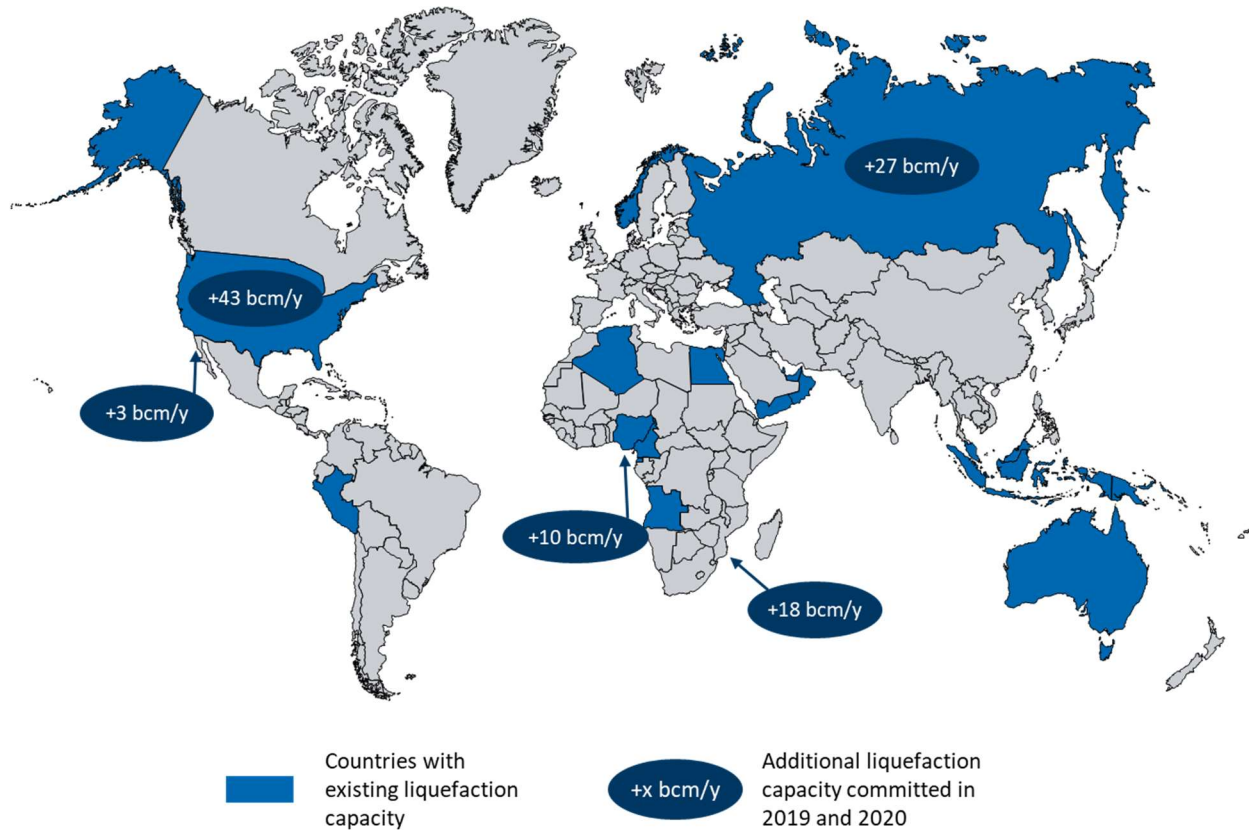 +27 bcm/y
+43 bcm/y
+3 bcm/y
+10 bcm/y
+18 bcm/y
Countries with
existing liquefaction
capacity
+x bcm/y
Additional liquefaction
capacity committed in
2019 and 2020